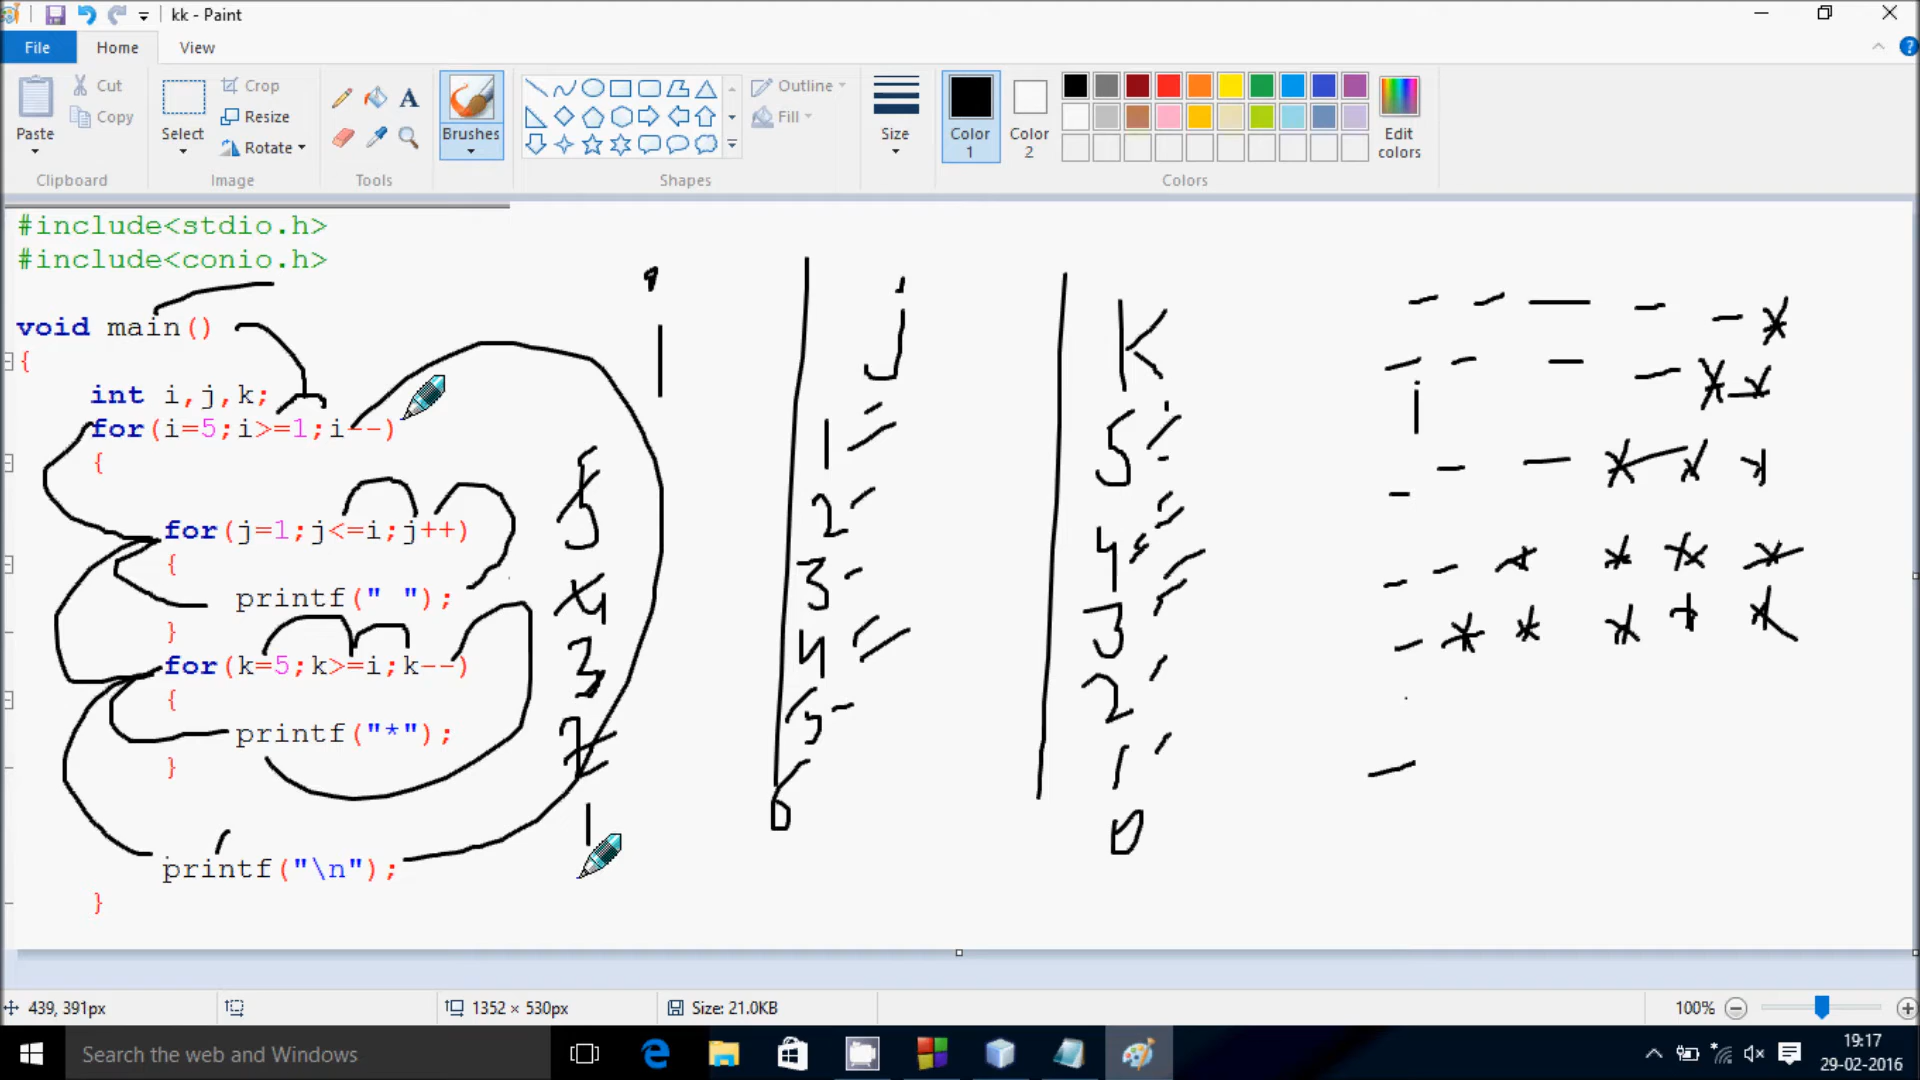 kk - Paint
File Home View
Paste
Cut
Copy
Clipboard
Select
Crop
Resize
Rotate
Image
A
Tools
Brushes
Shapes
Outline
Fill
Size
Color 1
Color 2
Edit colors
Colors
#include<stdio.h>
#include<conio.h>
void main()
{
int i,j,k;
for(i=5;i>=1;i--)
{
for(j=1;j<=i;j++)
{
printf(" ");
}
for(k=5;k>=i;k--)
{
printf("*");
}
printf("\n");
}
i
5
4
3
2
1
j
1
2
3
4
5
K
5
4
3
2
1
0
- - - - - *
- - - - * *
- - - * * *
- - * * * *
- * * * * *
439, 391px
1352 × 530px
Size: 21.0KB
100%
Search the web and Windows
19:17
29-02-2016